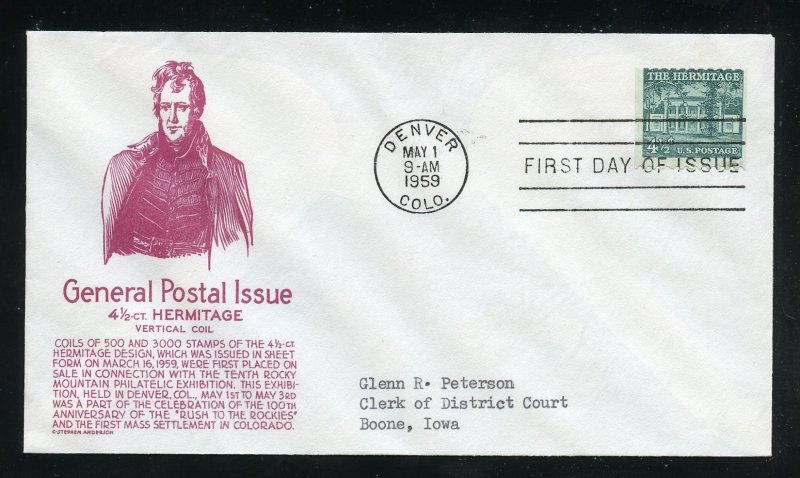 THE HERMITAGE
4½¢ U.S. POSTAGE
DENVER
MAY 1
9-AM
1959
COLO.
FIRST DAY OF ISSUE
General Postal Issue
4½-CT. HERMITAGE
VERTICAL COIL
COILS OF 500 AND 3000 STAMPS OF THE 4½-CT.
HERMITAGE DESIGN, WHICH WAS ISSUED IN SHEET
FORM ON MARCH 16, 1959, WERE FIRST PLACED ON
SALE IN CONNECTION WITH THE TENTH ROCKY
MOUNTAIN PHILATELIC EXHIBITION. THIS EXHIBI-
TION, HELD IN DENVER, COL., MAY 1ST TO MAY 3RD
WAS A PART OF THE CELEBRATION OF THE 100TH
ANNIVERSARY OF THE "RUSH TO THE ROCKIES"
AND THE FIRST MASS SETTLEMENT IN COLORADO.
C. STEPHEN ANDERSON
Glenn R. Peterson
Clerk of District Court
Boone, Iowa